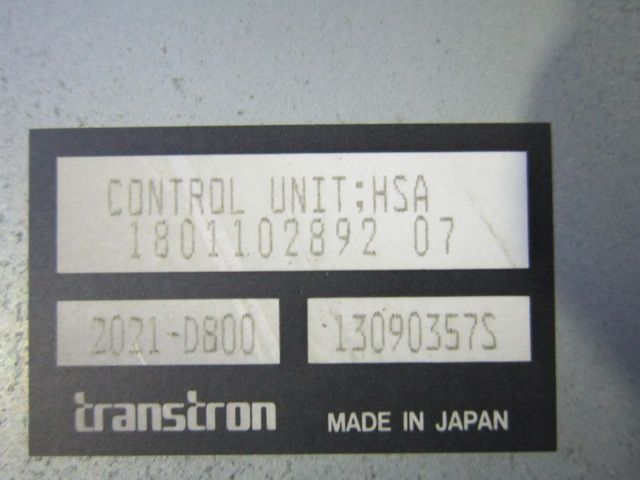 CONTROL UNIT;HSA
1801102892 07
2021-D800
13090357S
transtron
MADE IN JAPAN